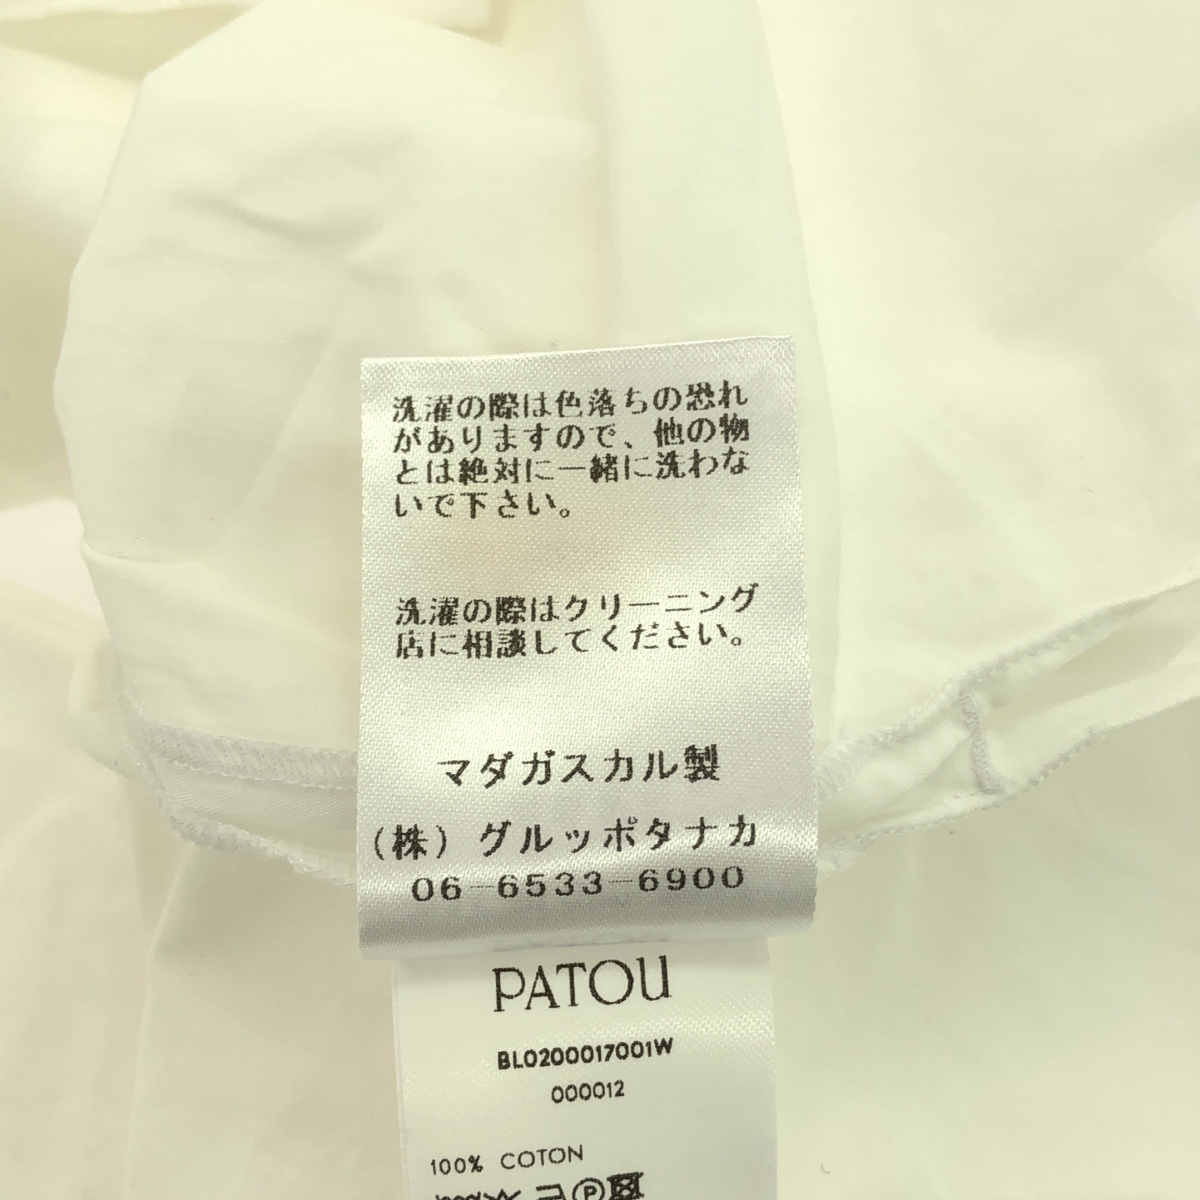 洗濯の際は色落ちの恐れ
がありますので、他の物
とは絶対に一緒に洗わな
いで下さい。
洗濯の際はクリーニング
店に相談してください。
マダガスカル製
（株）グルッポタナカ
06-6533-6900
PATOU
BL0200017001W
000012
100% COTON